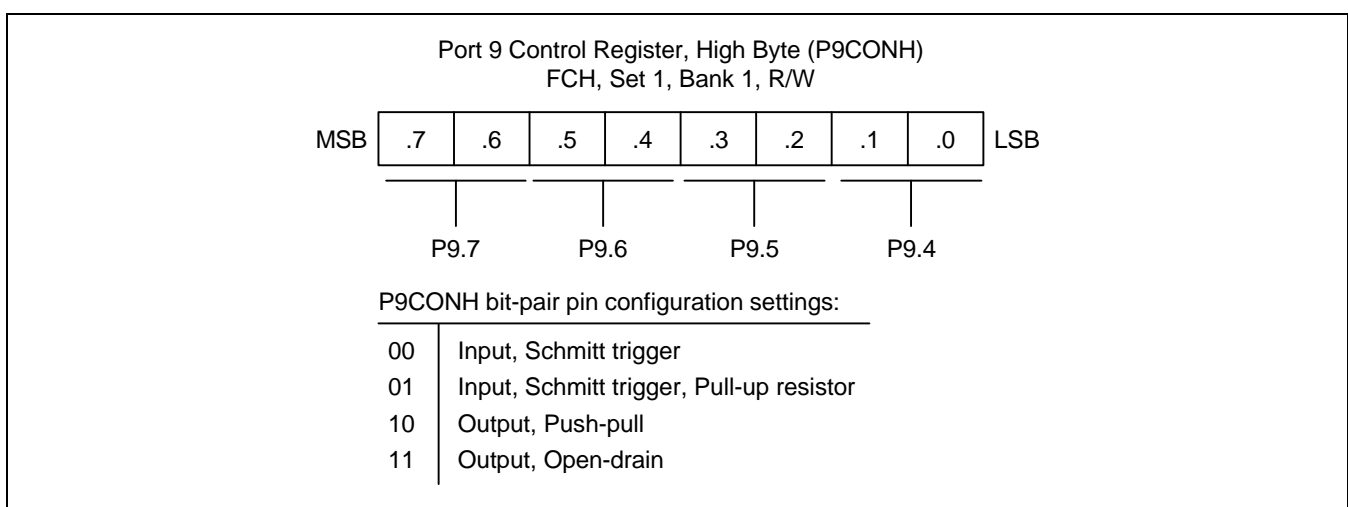 Port 9 Control Register, High Byte (P9CONH)
FCH, Set 1, Bank 1, R/W
MSB .7 .6 .5 .4 .3 .2 .1 .0 LSB
P9.7 P9.6 P9.5 P9.4
P9CONH bit-pair pin configuration settings:
00 Input, Schmitt trigger
01 Input, Schmitt trigger, Pull-up resistor
10 Output, Push-pull
11 Output, Open-drain